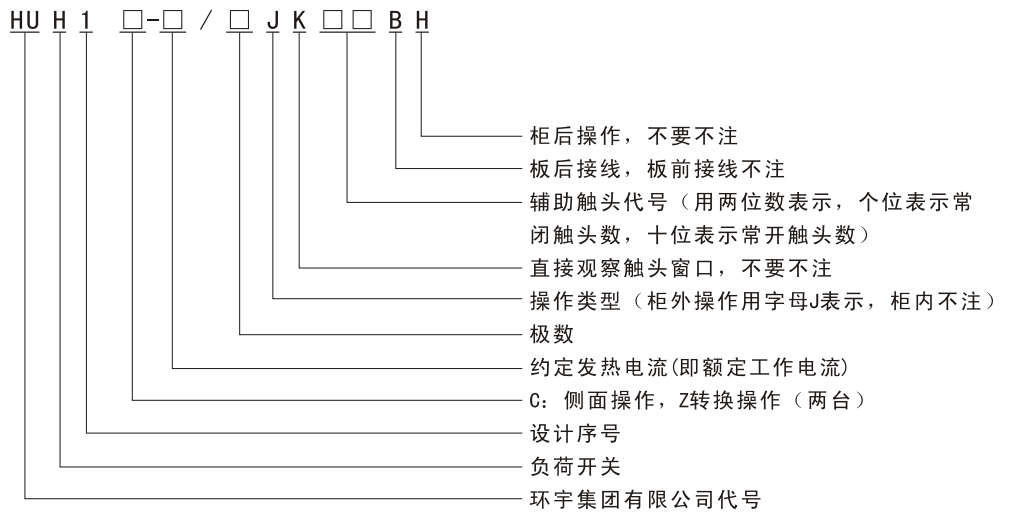 HU H 1 □-□ / □ J K □□ B H
柜后操作，不要不注
板后接线，板前接线不注
辅助触头代号（用两位数表示，个位表示常
闭触头数，十位表示常开触头数）
直接观察触头窗口，不要不注
操作类型（柜外操作用字母J表示，柜内不注）
极数
约定发热电流(即额定工作电流)
C：侧面操作，Z转换操作（两台）
设计序号
负荷开关
环宇集团有限公司代号